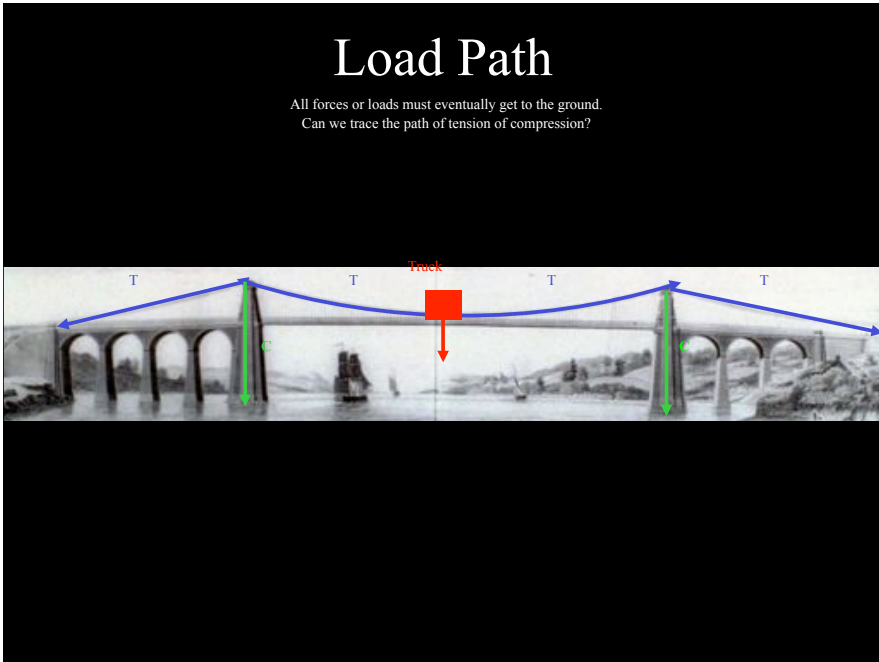 Load Path
All forces or loads must eventually get to the ground.
Can we trace the path of tension of compression?
Truck
T
T
T
T
C
C